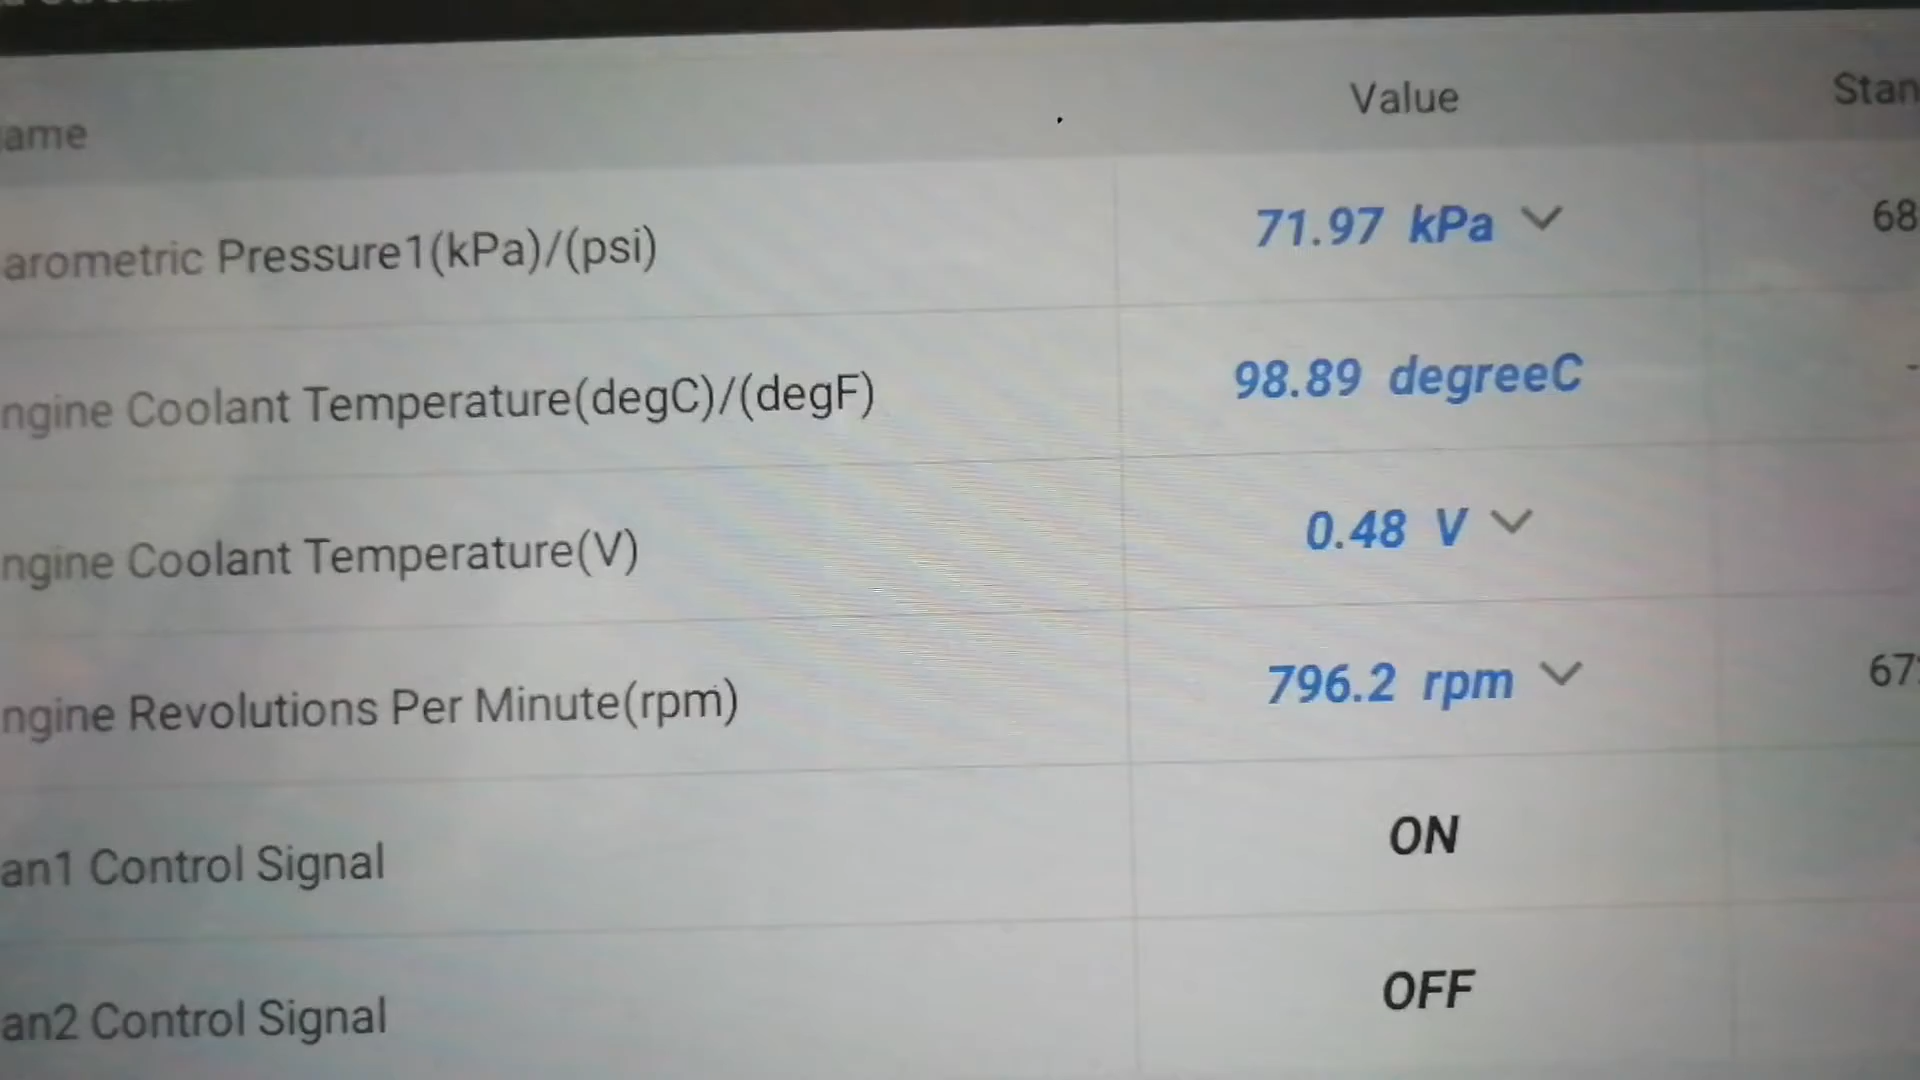 ame Value Stan
arometric Pressure1(kPa)/(psi) 71.97 kPa 68
ngine Coolant Temperature(degC)/(degF) 98.89 degreeC -
ngine Coolant Temperature(V) 0.48 V
ngine Revolutions Per Minute(rpm) 796.2 rpm 67
an1 Control Signal ON
an2 Control Signal OFF